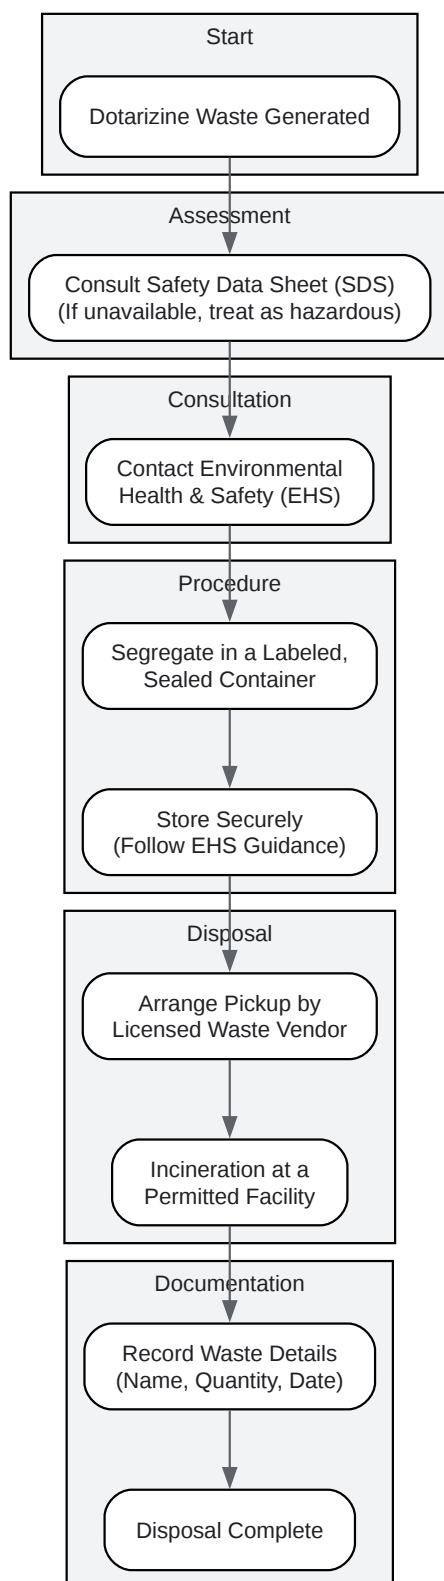 Start
Dotarizine Waste Generated
Assessment
Consult Safety Data Sheet (SDS)
(If unavailable, treat as hazardous)
Consultation
Contact Environmental
Health & Safety (EHS)
Procedure
Segregate in a Labeled,
Sealed Container
Store Securely
(Follow EHS Guidance)
Disposal
Arrange Pickup by
Licensed Waste Vendor
Incineration at a
Permitted Facility
Documentation
Record Waste Details
(Name, Quantity, Date)
Disposal Complete